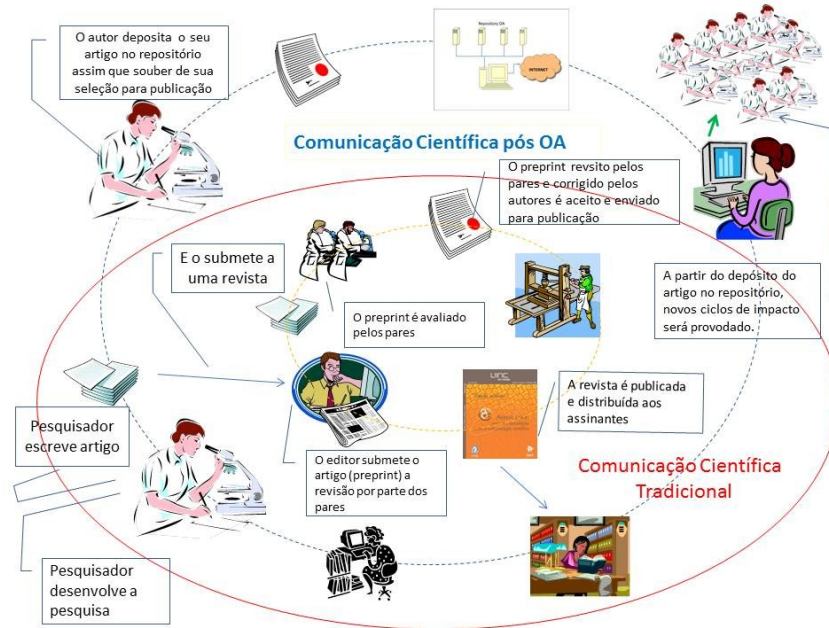 O autor deposita o seu
artigo no repositório
assim que souber de sua
seleção para publicação
Repositório OA
INTERNET
Comunicação Científica pós OA
O preprint revsito pelos
pares e corrigido pelos
autores é aceito e enviado
para publicação
E o submete a
uma revista
O preprint é avaliado
pelos pares
A partir do depósito do
artigo no repositório,
novos ciclos de impacto
será provodado.
A revista é publicada
e distribuída aos
assinantes
Pesquisador
escreve artigo
O editor submete o
artigo (preprint) a
revisão por parte dos
pares
Comunicação Científica
Tradicional
Pesquisador
desenvolve a
pesquisa